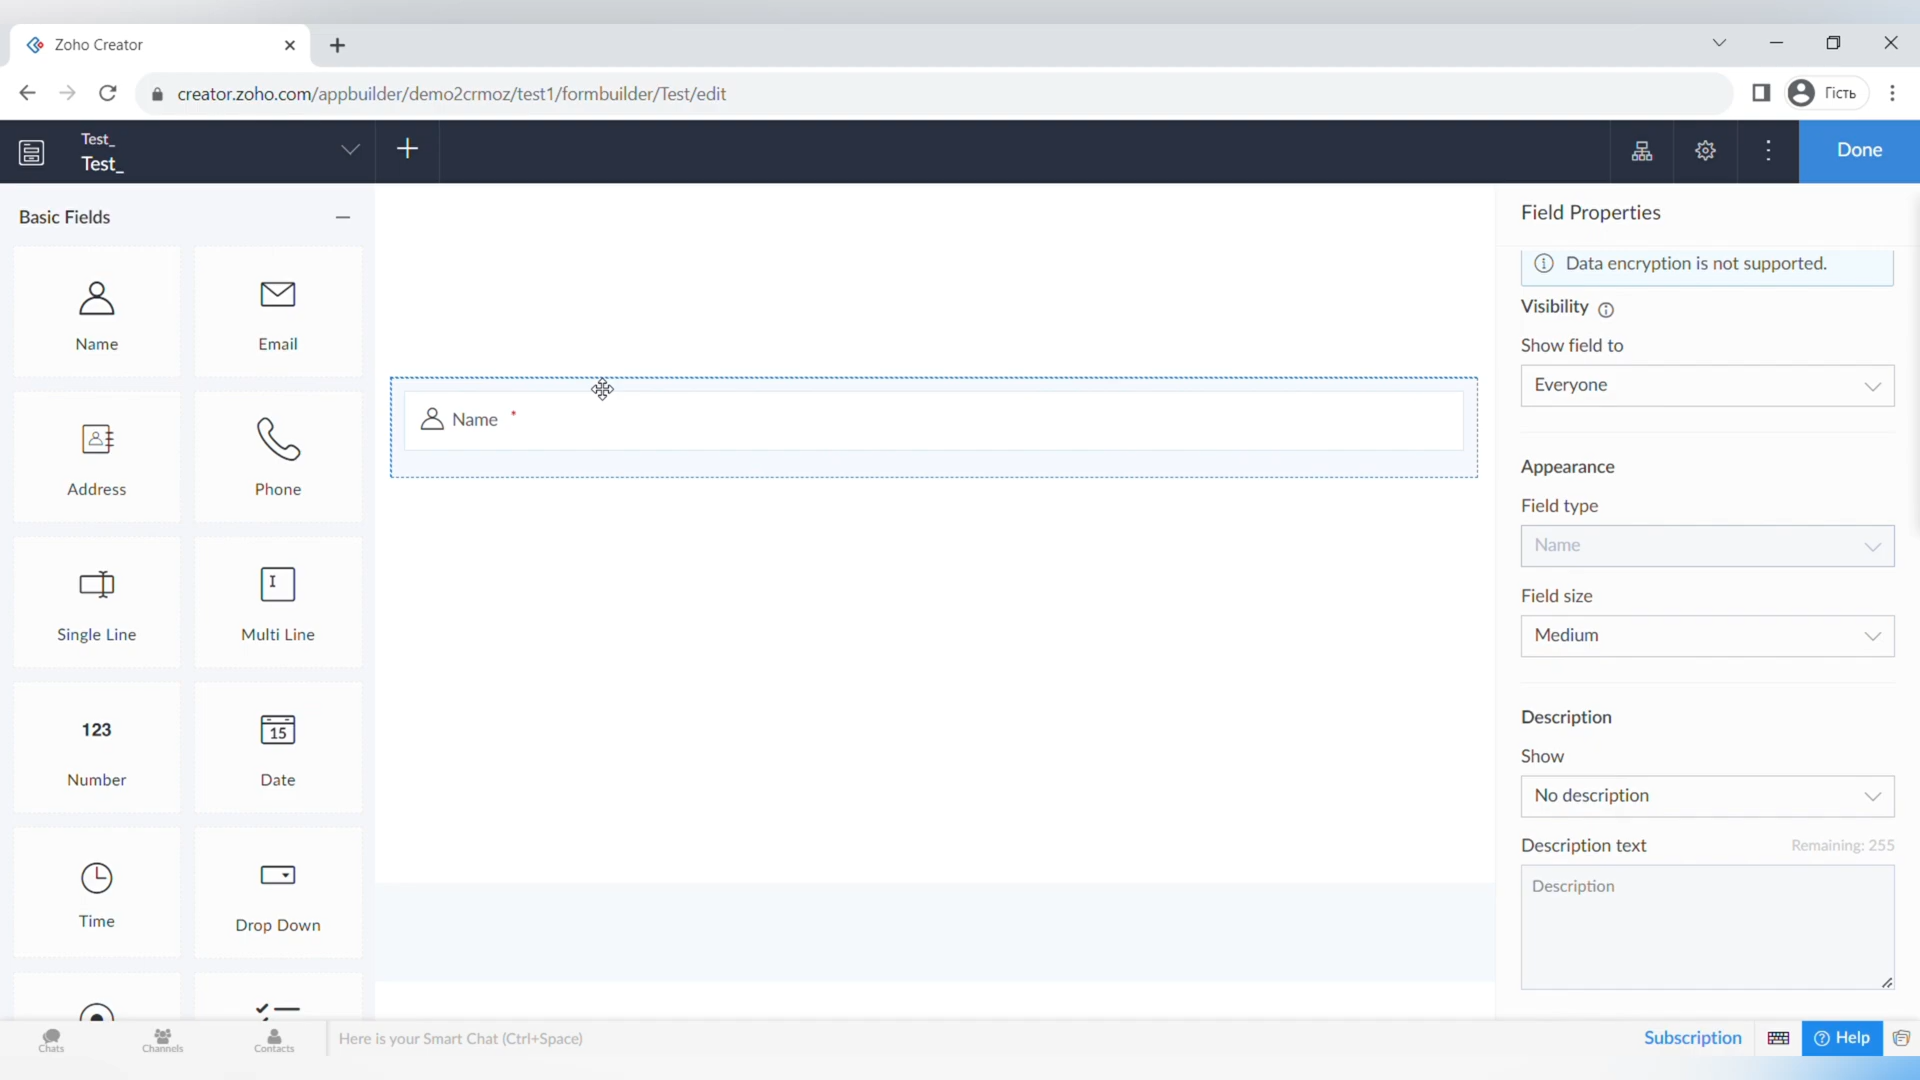 Zoho Creator
creator.zoho.com/appbuilder/demo2crmoz/test1/formbuilder/Test/edit
Гість
Test_
Test_
Done
Basic Fields
Name
Email
Address
Phone
Single Line
Multi Line
123
Number
15
Date
Time
Drop Down
Name *
Field Properties
Data encryption is not supported.
Visibility
Show field to
Everyone
Appearance
Field type
Name
Field size
Medium
Description
Show
No description
Description text
Remaining: 255
Description
Chats
Channels
Contacts
Here is your Smart Chat (Ctrl+Space)
Subscription
? Help